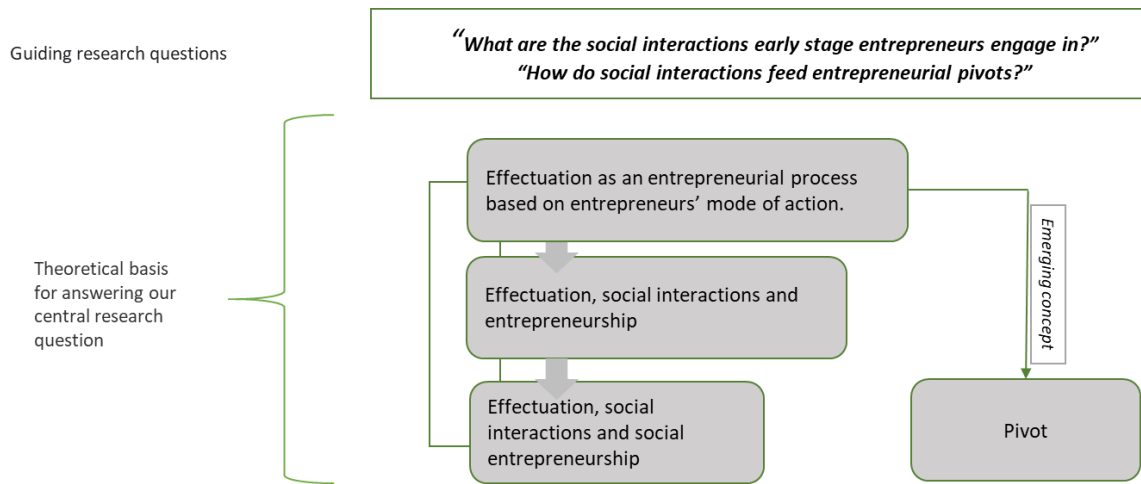 Guiding research questions
“What are the social interactions early stage entrepreneurs engage in?”
“How do social interactions feed entrepreneurial pivots?”
Theoretical basis
for answering our
central research
question
Effectuation as an entrepreneurial process
based on entrepreneurs’ mode of action.
Effectuation, social interactions and
entrepreneurship
Effectuation, social
interactions and social
entrepreneurship
Emerging concept
Pivot